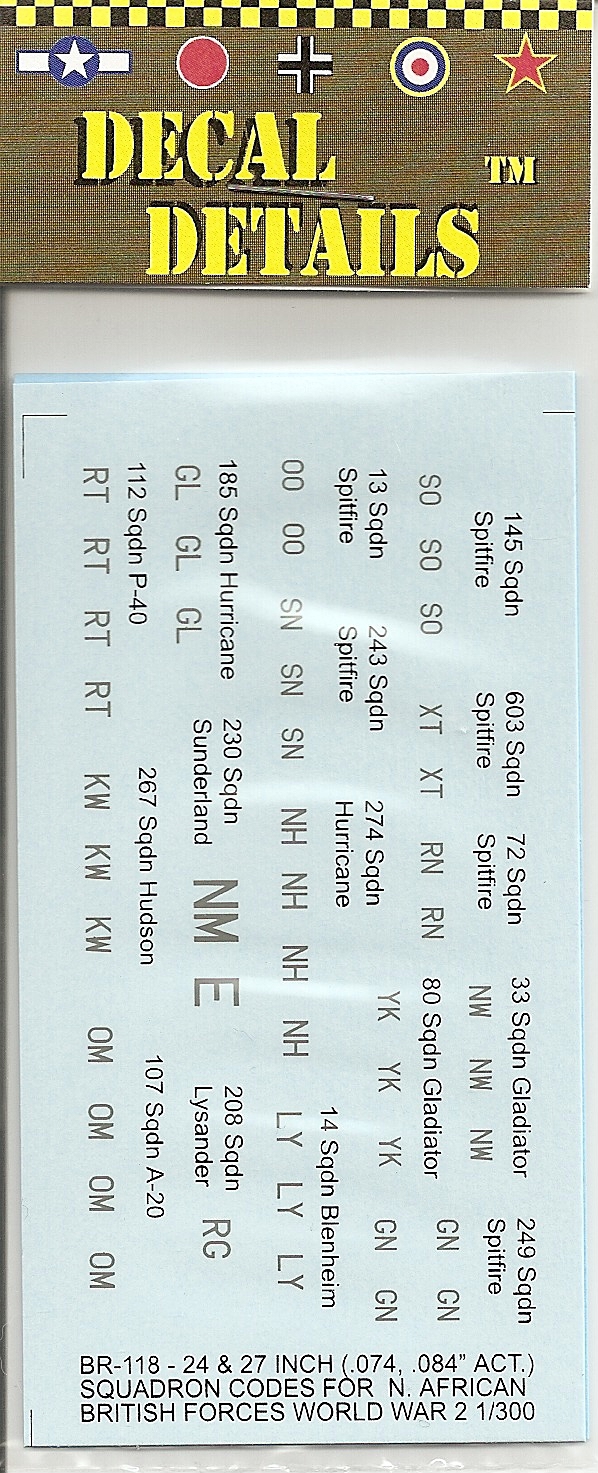 DECAL
TM
DETAILS
145 Sqdn
Spitfire
603 Sqdn
Spitfire
72 Sqdn
Spitfire
33 Sqdn Gladiator
NW NW NW
249 Sqdn
Spitfire
SO SO SO
XT XT
RN RN
80 Sqdn Gladiator
GN GN
13 Sqdn
Spitfire
243 Sqdn
Spitfire
274 Sqdn
Hurricane
YK YK YK
GN GN
OO OO
SN SN SN
NH NH NH NH
14 Sqdn Blenheim
LY LY LY
185 Sqdn Hurricane
GL GL GL
230 Sqdn
Sunderland
NM E
208 Sqdn
Lysander
RG
112 Sqdn P-40
267 Sqdn Hudson
107 Sqdn A-20
RT RT RT RT
KW KW KW
OM OM OM OM
BR-118 - 24 & 27 INCH (.074, .084" ACT.)
SQUADRON CODES FOR N. AFRICAN
BRITISH FORCES WORLD WAR 2 1/300